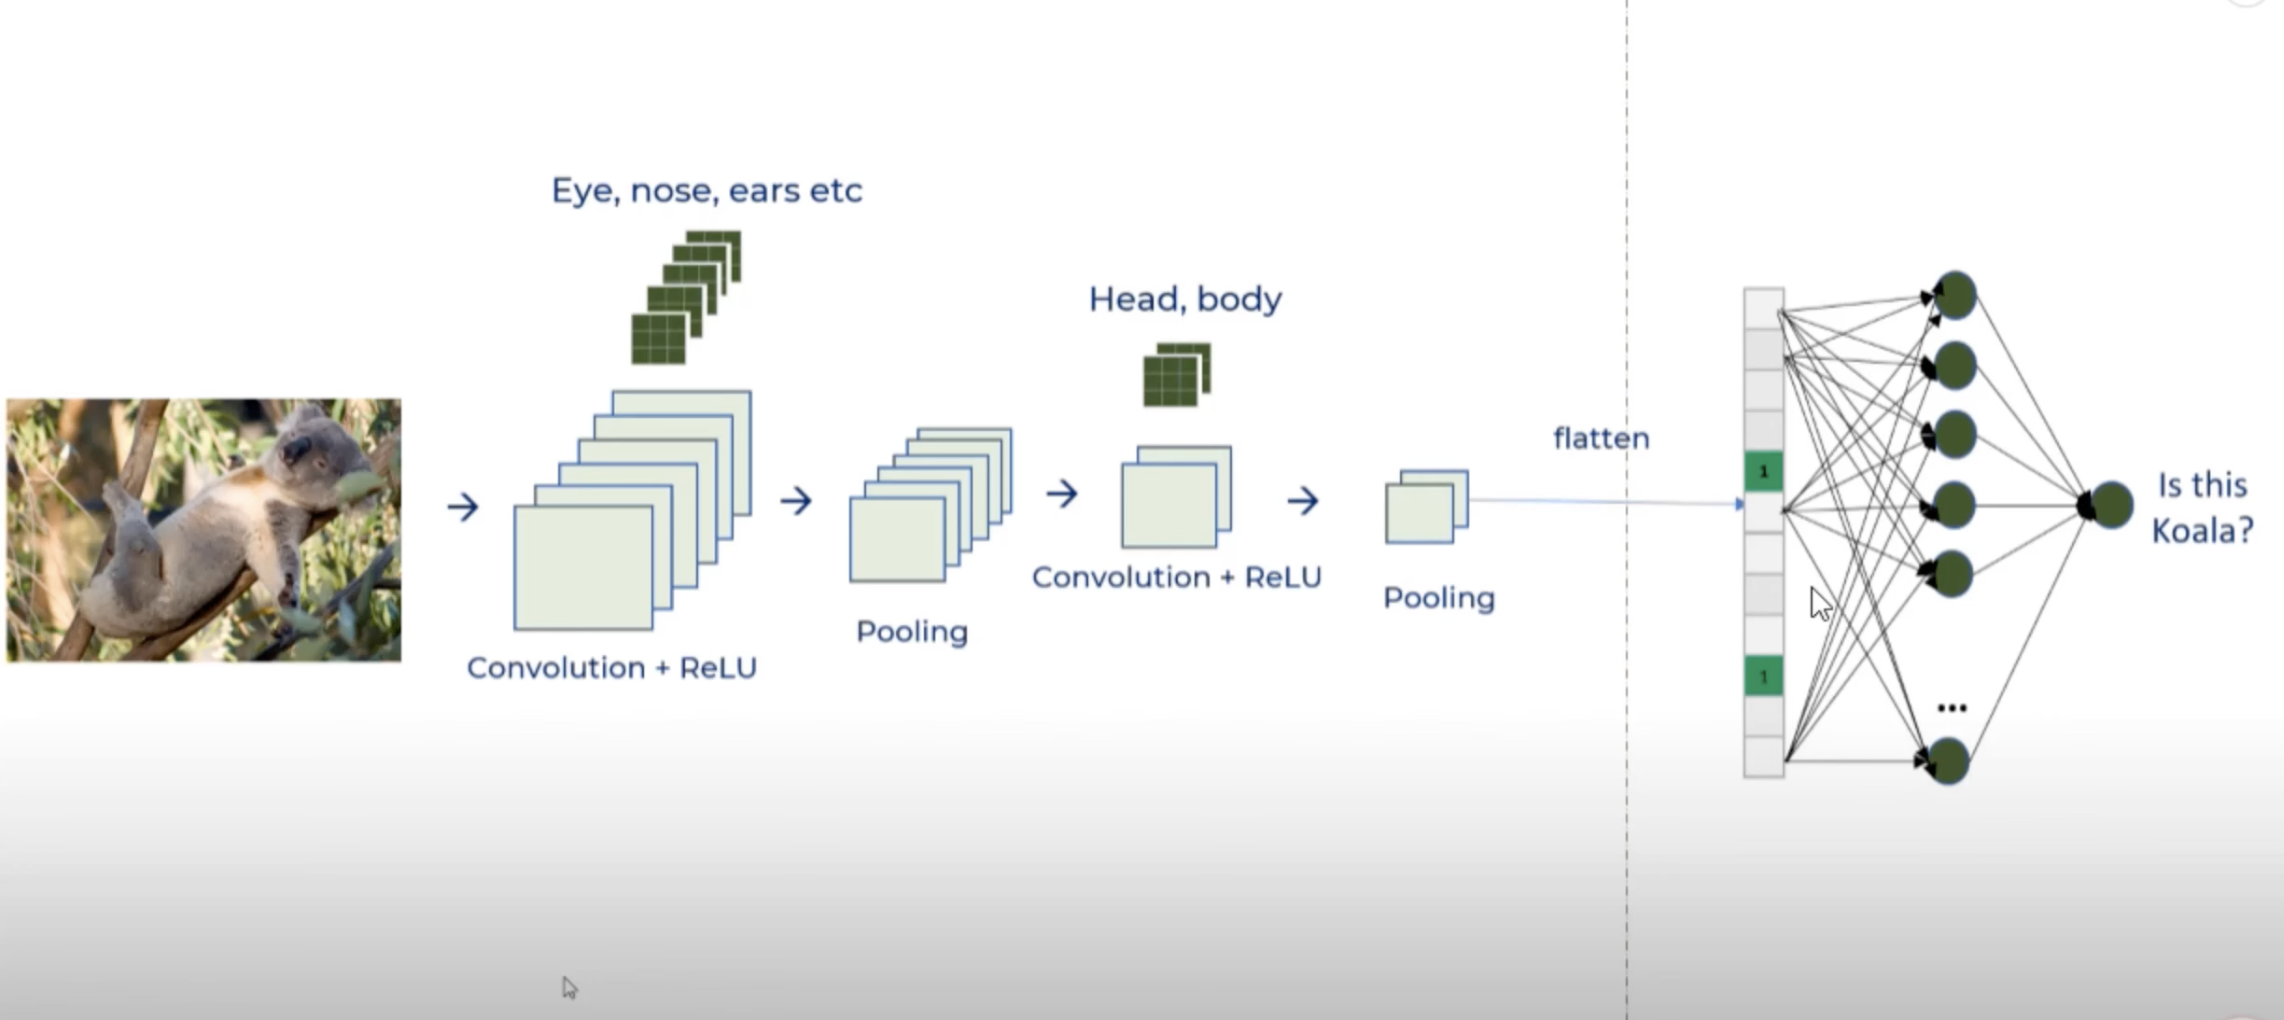 Eye, nose, ears etc
Head, body
flatten
Convolution + ReLU
Pooling
Convolution + ReLU
Pooling
1
1
...
Is this
Koala?